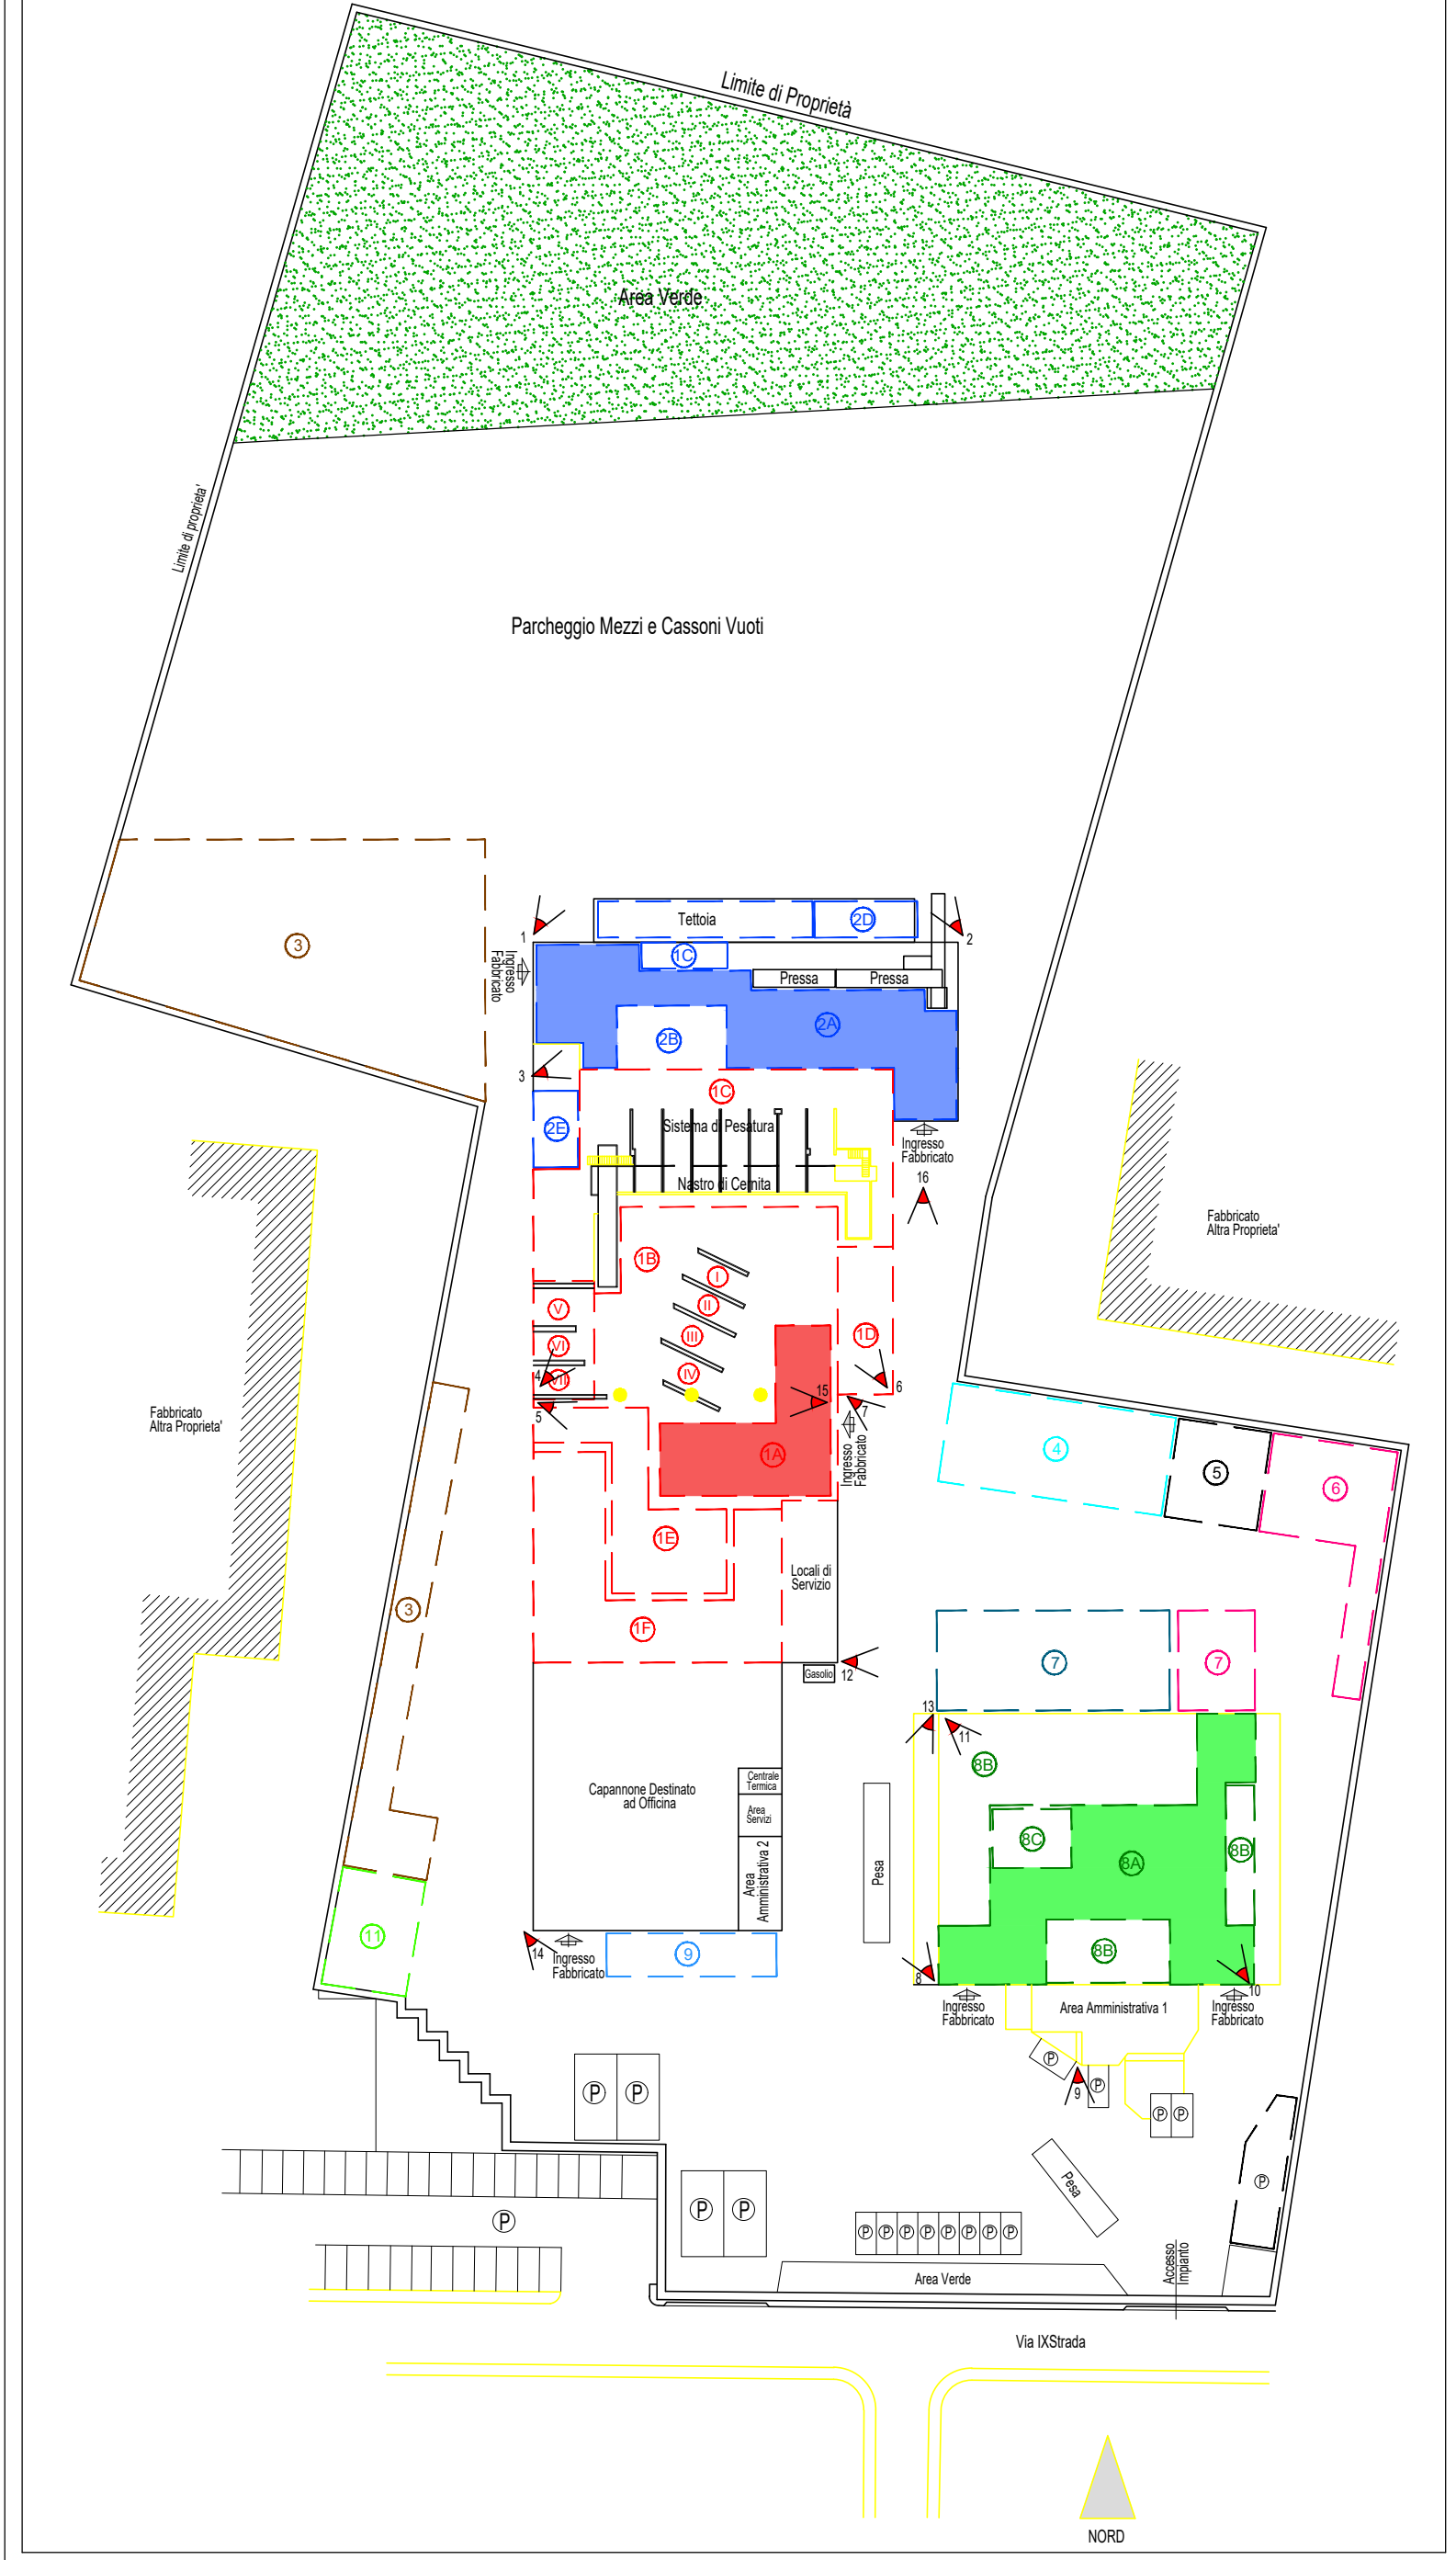 Limite di Proprietà
Area Verde
Limite di proprieta'
Parcheggio Mezzi e Cassoni Vuoti
3
Tettoia
2D
1
2
Ingresso
Fabbricato
1C
Pressa
Pressa
2A
2B
3
1C
2E
Sistema di Pesatura
Ingresso
Fabbricato
Nastro di Cernita
16
Fabbricato
Altra Proprieta'
1B
I
II
III
IV
V
VI
VII
1D
4
5
15
6
7
Fabbricato
Altra Proprieta'
1A
Ingresso
Fabbricato
4
5
6
1E
Locali di
Servizio
3
1F
Gasolio
12
7
7
13
11
8B
Capannone Destinato
ad Officina
Centrale
Termica
Area
Servizi
Area
Amministrativa 2
Pesa
8C
8A
8B
8B
11
14
Ingresso
Fabbricato
9
8
10
Ingresso
Fabbricato
Area Amministrativa 1
Ingresso
Fabbricato
P
P
P
P
9
P
P
P
P
P
P
P
Pesa
P
P
P
P
P
P
P
P
Area Verde
Accesso
Impianto
Via IXStrada
NORD